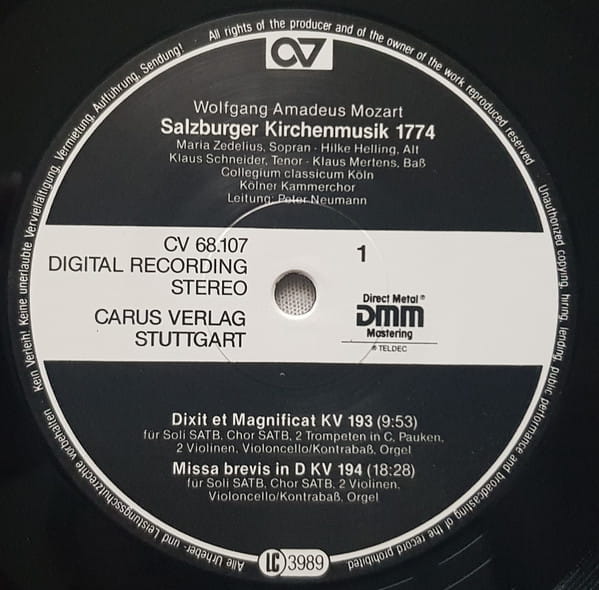 CV
Wolfgang Amadeus Mozart
Salzburger Kirchenmusik 1774
Maria Zedelius, Sopran · Hilke Helling, Alt
Klaus Schneider, Tenor · Klaus Mertens, Baß
Collegium classicum Köln
Kölner Kammerchor
Leitung: Peter Neumann
CV 68.107
DIGITAL RECORDING
STEREO
CARUS VERLAG
STUTTGART
1
Direct Metal®
DMM
Mastering
® TELDEC
Dixit et Magnificat KV 193 (9:53)
für Soli SATB, Chor SATB, 2 Trompeten in C, Pauken,
2 Violinen, Violoncello/Kontrabaß, Orgel
Missa brevis in D KV 194 (18:28)
für Soli SATB, Chor SATB, 2 Violinen,
Violoncello/Kontrabaß, Orgel
LC 3989
Alle Urheber- und Leistungsschutzrechte vorbehalten · Kein Verleih! Keine unerlaubte Vervielfältigung, Vermietung, Aufführung, Sendung!
· All rights of the producer and of the owner of the work reproduced reserved · Unauthorized copying, hiring, lending public performance and broadcasting of the record prohibited